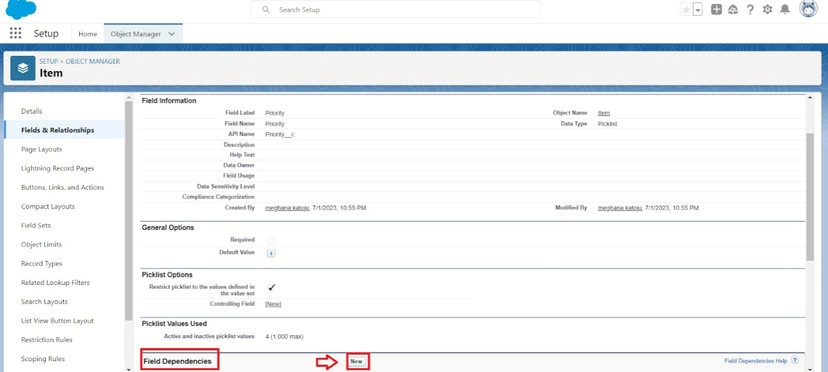 Search Setup
Setup
Home
Object Manager
SETUP > OBJECT MANAGER
Item
Details
Fields & Relationships
Page Layouts
Lightning Record Pages
Buttons, Links, and Actions
Compact Layouts
Field Sets
Object Limits
Record Types
Related Lookup Filters
Search Layouts
List View Button Layout
Restriction Rules
Scoping Rules
Field Information
Field Label Priority Object Name Item
Field Name Priority Data Type Picklist
API Name Priority__c
Description
Help Text
Data Owner
Field Usage
Data Sensitivity Level
Compliance Categorization
Created By meghana katoju, 7/1/2023, 10:55 PM Modified By meghana katoju, 7/1/2023, 10:55 PM
General Options
Required
Default Value
Picklist Options
Restrict picklist to the values defined in
the value set
Controlling Field [New]
Picklist Values Used
Active and inactive picklist values 4 (1,000 max)
Field Dependencies New Field Dependencies Help ?